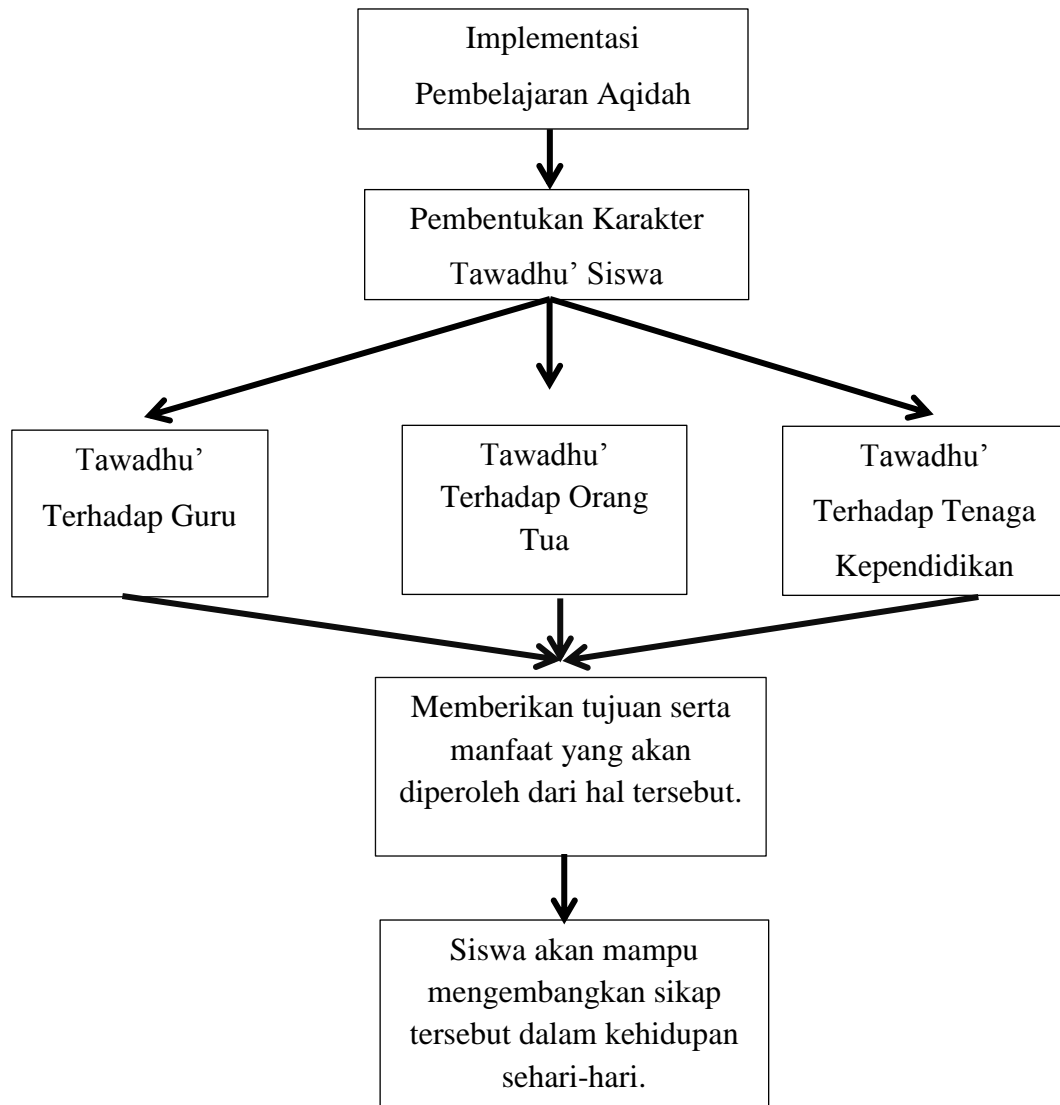 Implementasi
Pembelajaran Aqidah
Pembentukan Karakter
Tawadhu’ Siswa
Tawadhu’
Terhadap Guru
Tawadhu’
Terhadap Orang
Tua
Tawadhu’
Terhadap Tenaga
Kependidikan
Memberikan tujuan serta
manfaat yang akan
diperoleh dari hal tersebut.
Siswa akan mampu
mengembangkan sikap
tersebut dalam kehidupan
sehari-hari.